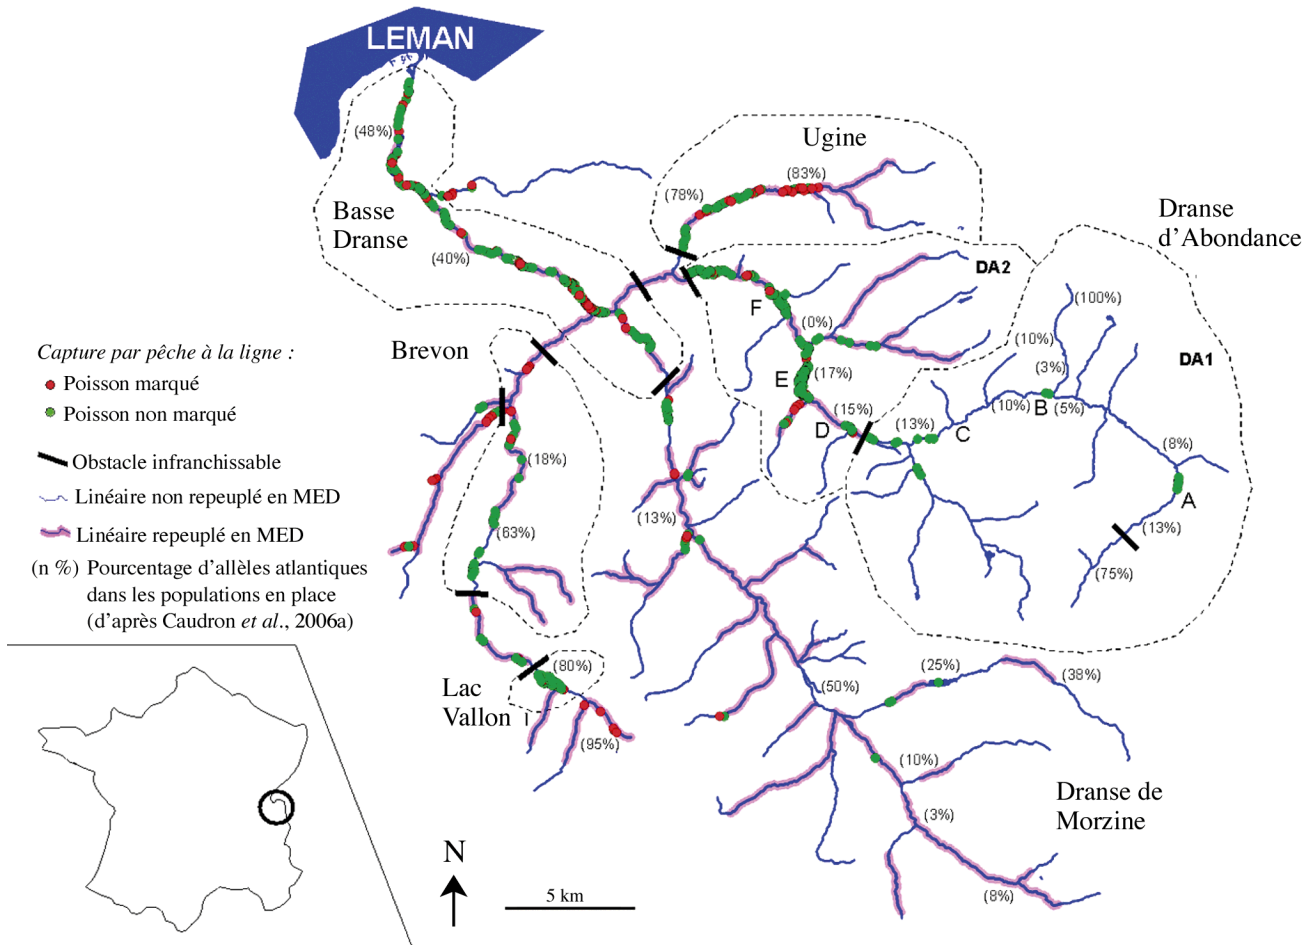 LEMAN
(48%)
Ugine
(83%)
(78%)
Basse
Dranse
(40%)
Dranse
d'Abondance
DA2
(100%)
F
(0%)
(10%)
DA1
Brevon
(3%)
E
(17%)
(10%)
B
(5%)
(15%)
D
(13%)
C
(8%)
A
(13%)
(75%)
(18%)
(63%)
(13%)
Capture par pêche à la ligne :
Poisson marqué
Poisson non marqué
Obstacle infranchissable
Linéaire non repeuplé en MED
Linéaire repeuplé en MED
(n %) Pourcentage d'allèles atlantiques
dans les populations en place
(d'après Caudron et al., 2006a)
(80%)
Lac
Vallon
(95%)
(50%)
(25%)
(38%)
(10%)
(3%)
(8%)
Dranse de
Morzine
N
5 km